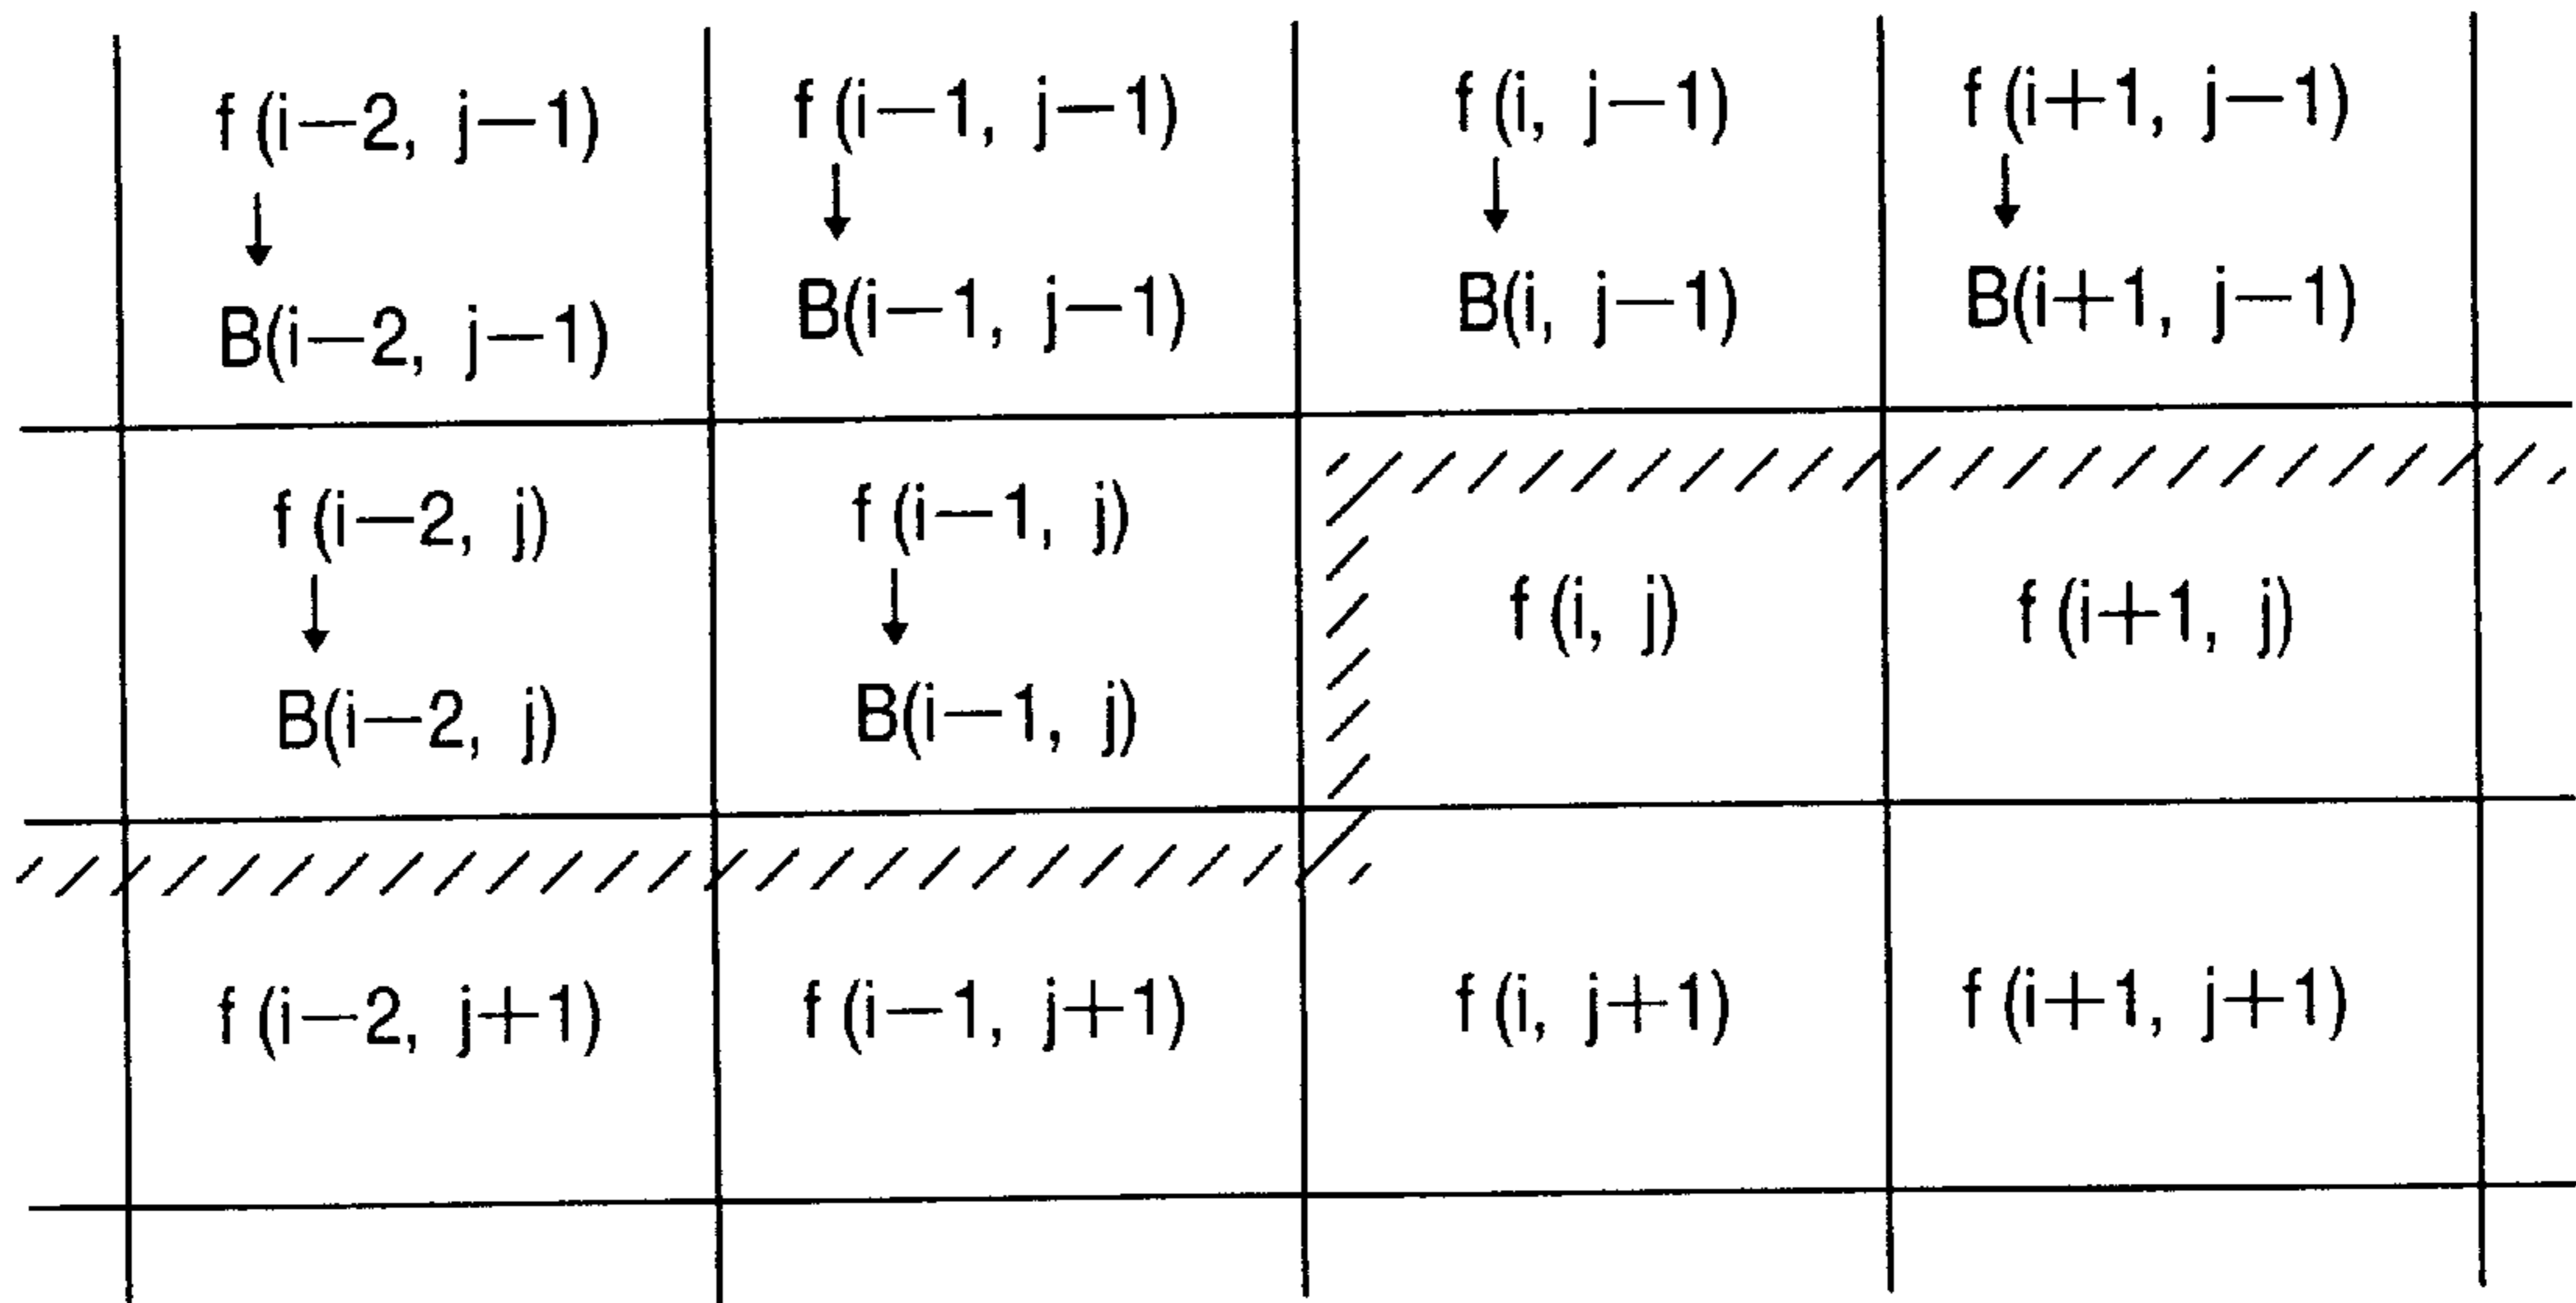 f (i−2, j−1) f (i−1, j−1) f (i, j−1) f (i+1, j−1)
↓ ↓ ↓ ↓
B(i−2, j−1) B(i−1, j−1) B(i, j−1) B(i+1, j−1)
f (i−2, j) f (i−1, j) f (i, j) f (i+1, j)
↓ ↓
B(i−2, j) B(i−1, j)
f (i−2, j+1) f (i−1, j+1) f (i, j+1) f (i+1, j+1)